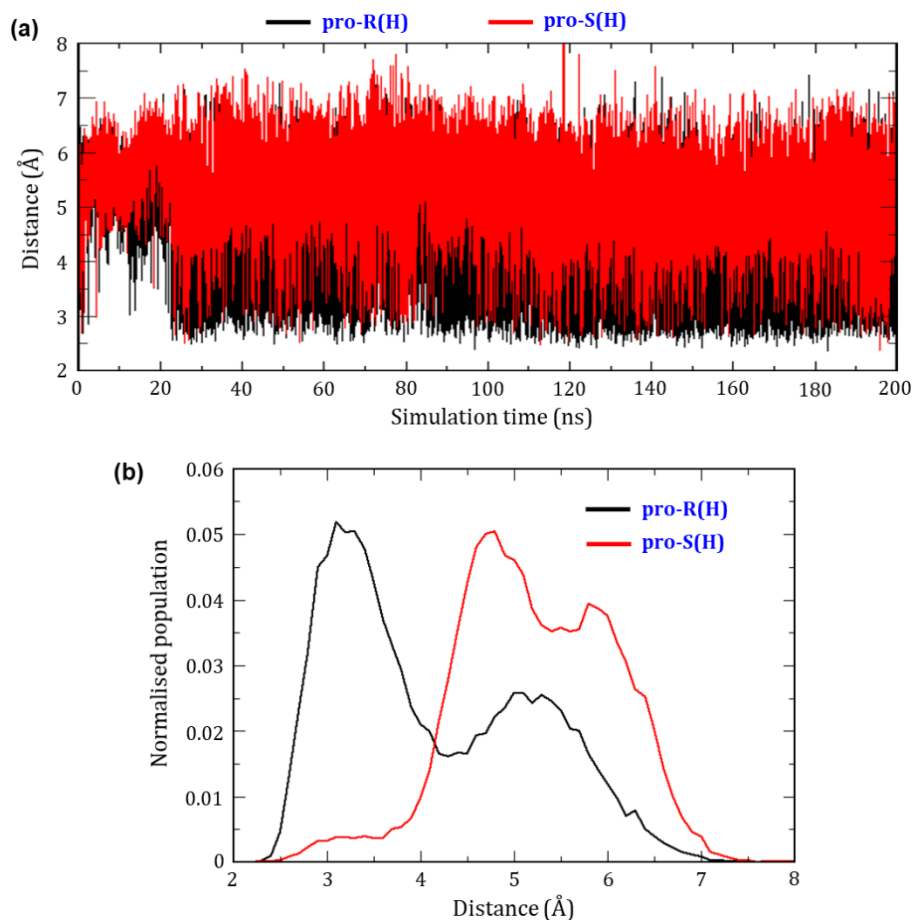 pro-R(H) pro-S(H)
(a)
8
7
6
5
4
3
2
Distance (Å)
0 20 40 60 80 100 120 140 160 180 200
Simulation time (ns)
(b)
0.06
0.05
0.04
0.03
0.02
0.01
0
Normalised population
pro-R(H)
pro-S(H)
2 3 4 5 6 7 8
Distance (Å)